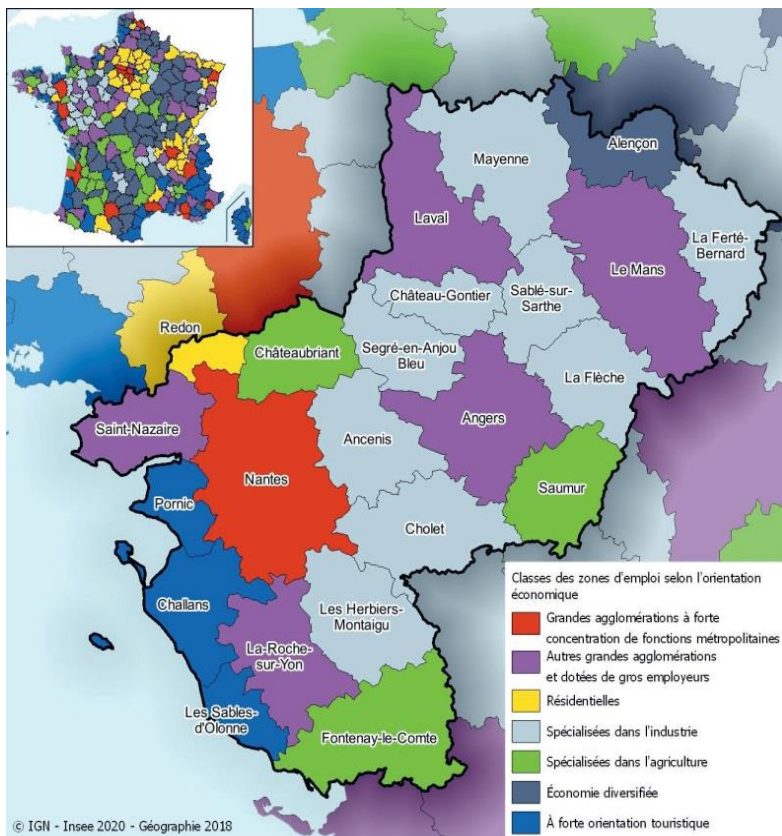 Mayenne
Alençon
Laval
La Ferté-
Bernard
Le Mans
Château-Gontier
Sablé-sur-
Sarthe
Redon
Châteaubriant
Segré-en-Anjou
Bleu
La Flèche
Saint-Nazaire
Ancenis
Angers
Nantes
Saumur
Pornic
Cholet
Challans
Les Herbiers-
Montaigu
La-Roche-
sur-Yon
Les Sables-
d'Olonne
Fontenay-le-Comte
Classes des zones d'emploi selon l'orientation
économique
Grandes agglomérations à forte
concentration de fonctions métropolitaines
Autres grandes agglomérations
et dotées de gros employeurs
Résidentielles
Spécialisées dans l'industrie
Spécialisées dans l'agriculture
Économie diversifiée
À forte orientation touristique
© IGN - Insee 2020 - Géographie 2018